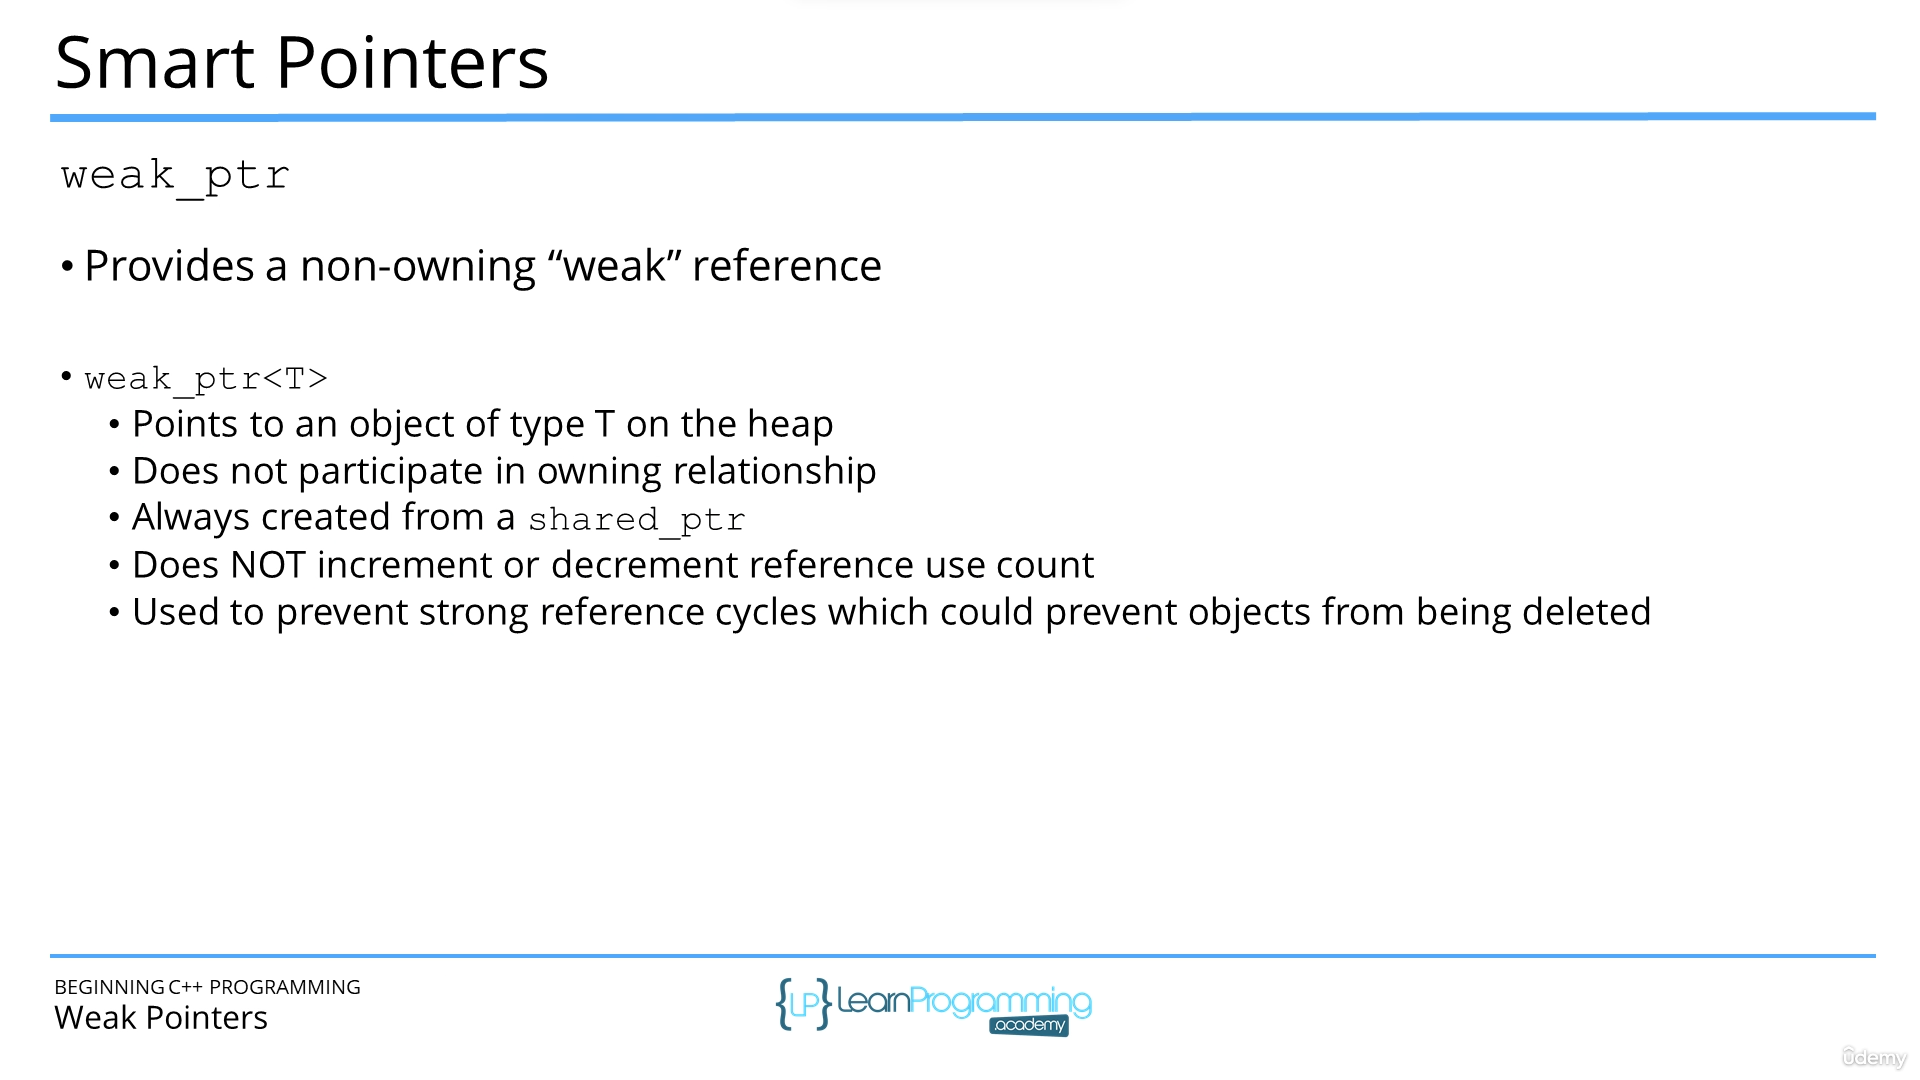 Smart Pointers
weak_ptr
• Provides a non-owning “weak” reference
• weak_ptr<T>
• Points to an object of type T on the heap
• Does not participate in owning relationship
• Always created from a shared_ptr
• Does NOT increment or decrement reference use count
• Used to prevent strong reference cycles which could prevent objects from being deleted
BEGINNING C++ PROGRAMMING
Weak Pointers
{LP} LearnProgramming
.academy
ûdemy